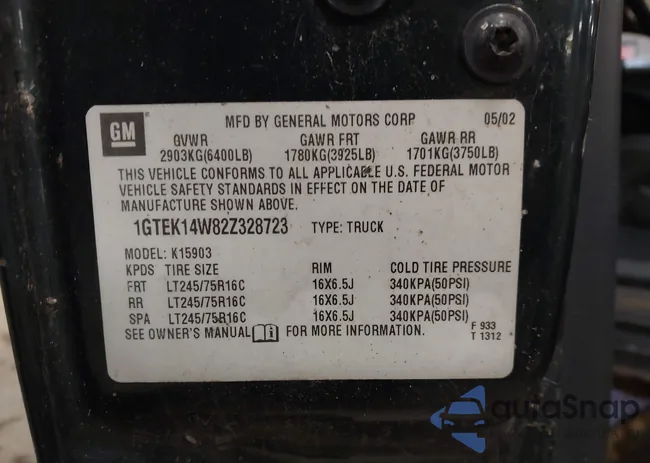 GM
MFD BY GENERAL MOTORS CORP 05/02
GVWR GAWR FRT GAWR RR
2903KG(6400LB) 1780KG(3925LB) 1701KG(3750LB)
THIS VEHICLE CONFORMS TO ALL APPLICABLE U.S. FEDERAL MOTOR
VEHICLE SAFETY STANDARDS IN EFFECT ON THE DATE OF
MANUFACTURE SHOWN ABOVE.
1GTEK14W82Z328723 TYPE: TRUCK
MODEL: K15903
KPDS TIRE SIZE RIM COLD TIRE PRESSURE
FRT LT245/75R16C 16X6.5J 340KPA(50PSI)
RR LT245/75R16C 16X6.5J 340KPA(50PSI)
SPA LT245/75R16C 16X6.5J 340KPA(50PSI)
SEE OWNER'S MANUAL FOR MORE INFORMATION.
F 933
T 1312
autoSnap